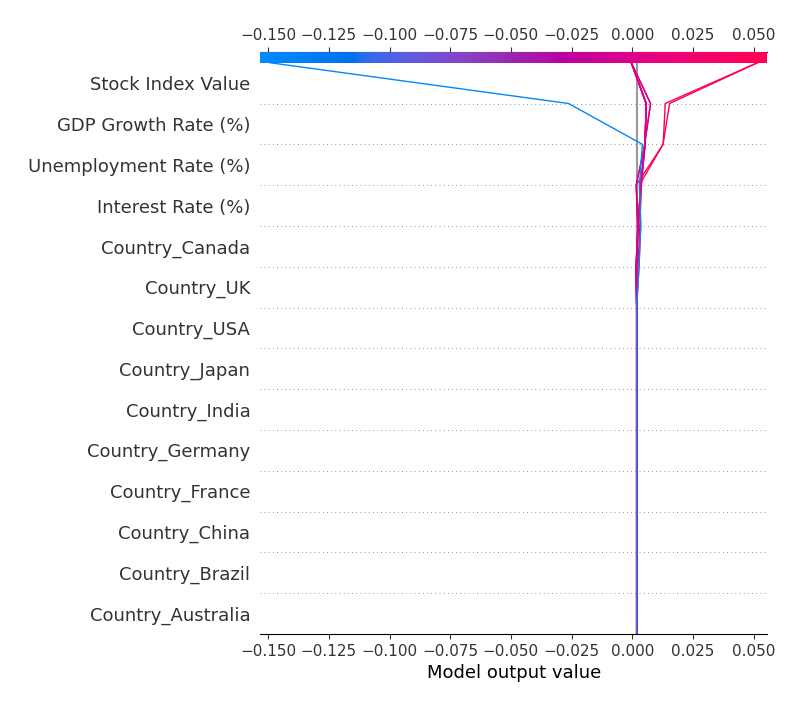 −0.150 −0.125 −0.100 −0.075 −0.050 −0.025 0.000 0.025 0.050
Stock Index Value
GDP Growth Rate (%)
Unemployment Rate (%)
Interest Rate (%)
Country_Canada
Country_UK
Country_USA
Country_Japan
Country_India
Country_Germany
Country_France
Country_China
Country_Brazil
Country_Australia
−0.150 −0.125 −0.100 −0.075 −0.050 −0.025 0.000 0.025 0.050
Model output value